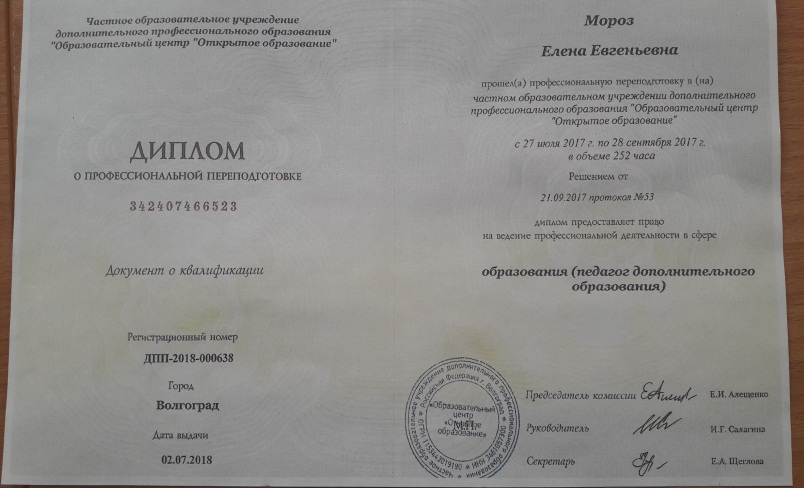 Частное образовательное учреждение
дополнительного профессионального образования
"Образовательный центр "Открытое образование"
ДИПЛОМ
О ПРОФЕССИОНАЛЬНОЙ ПЕРЕПОДГОТОВКЕ
342407466523
Документ о квалификации
Регистрационный номер
ДПП-2018-000638
Город
Волгоград
Дата выдачи
02.07.2018
Мороз
Елена Евгеньевна
прошел(а) профессиональную переподготовку в (на)
частном образовательном учреждении дополнительного
профессионального образования "Образовательный центр
"Открытое образование"
с 27 июля 2017 г. по 28 сентября 2017 г.
в объеме 252 часа
Решением от
21.09.2017 протокол №53
диплом предоставляет право
на ведение профессиональной деятельности в сфере
образования (педагог дополнительного
образования)
Председатель комиссии Е.И. Алещенко
Руководитель И.Г. Салагина
Секретарь Е.А. Щеглова
М.П.
«Образовательный
центр
«Открытое
образование»